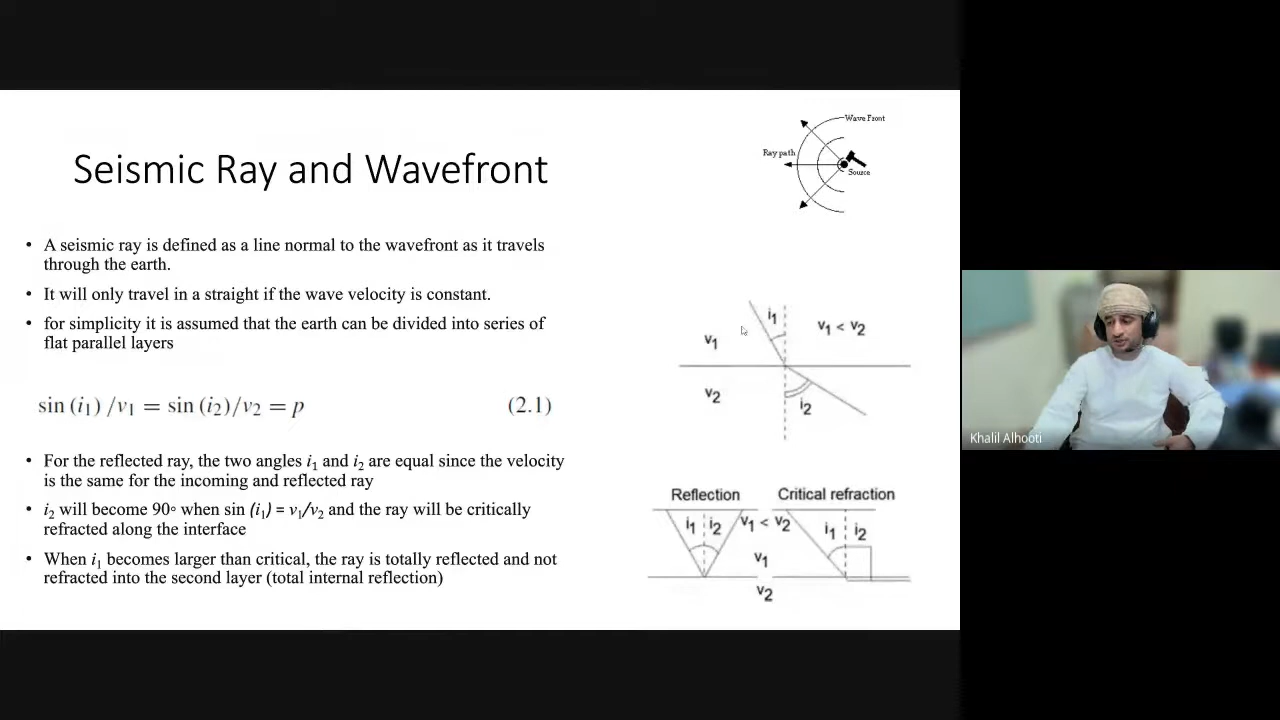 Wave Front
Ray path
Source
Seismic Ray and Wavefront
• A seismic ray is defined as a line normal to the wavefront as it travels
through the earth.
• It will only travel in a straight if the wave velocity is constant.
• for simplicity it is assumed that the earth can be divided into series of
flat parallel layers
i₁
v₁ < v₂
v₁
v₂
i₂
sin (i₁) /v₁ = sin (i₂)/v₂ = p (2.1)
Khalil Alhooti
• For the reflected ray, the two angles i₁ and i₂ are equal since the velocity
is the same for the incoming and reflected ray
• i₂ will become 90◦ when sin (i₁) = v₁/v₂ and the ray will be critically
refracted along the interface
• When i₁ becomes larger than critical, the ray is totally reflected and not
refracted into the second layer (total internal reflection)
Reflection Critical refraction
i₁ i₂ v₁ < v₂ i₁ i₂
v₁
v₂